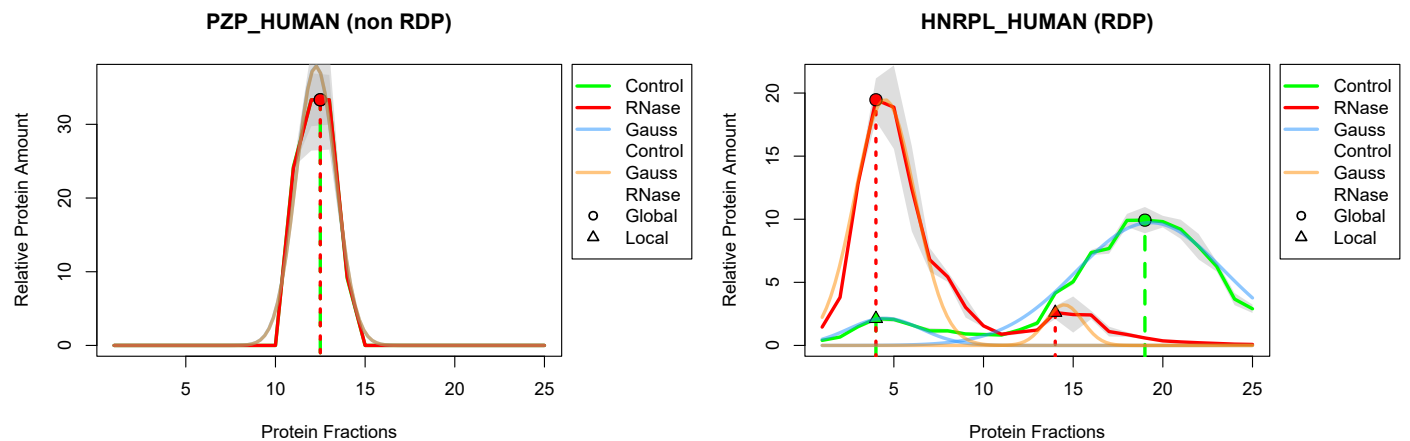 PZP_HUMAN (non RDP)
Relative Protein Amount
0
10
20
30
5
10
15
20
25
Protein Fractions
Control
RNase
Gauss
Control
Gauss
RNase
Global
Local
HNRPL_HUMAN (RDP)
Relative Protein Amount
0
5
10
15
20
5
10
15
20
25
Protein Fractions
Control
RNase
Gauss
Control
Gauss
RNase
Global
Local